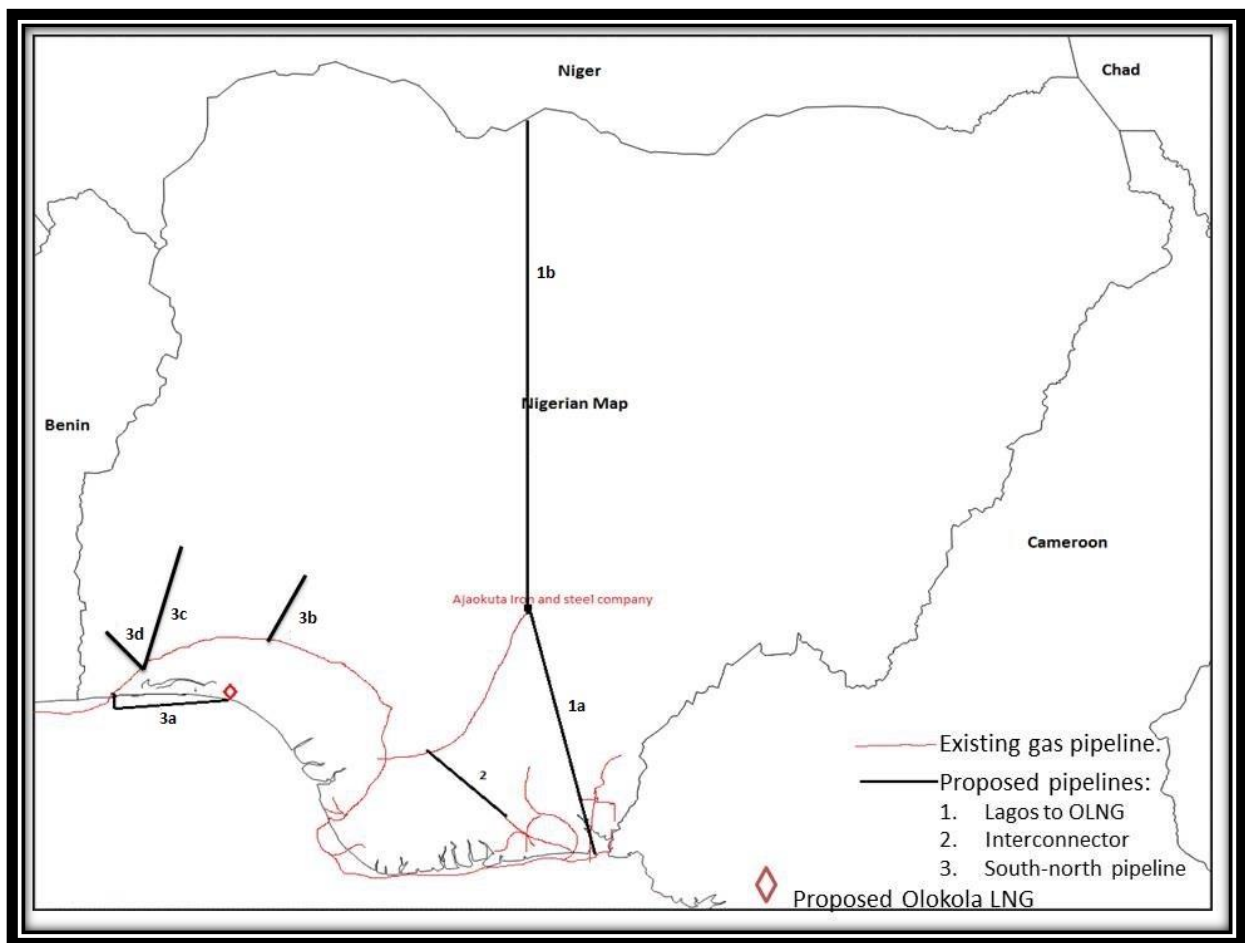 Niger
Chad
1b
Nigerian Map
Benin
Cameroon
Ajaokuta Iron and steel company
3c
3b
3d
3a
1a
2
Existing gas pipeline.
Proposed pipelines:
1. Lagos to OLNG
2. Interconnector
3. South-north pipeline
Proposed Olokola LNG